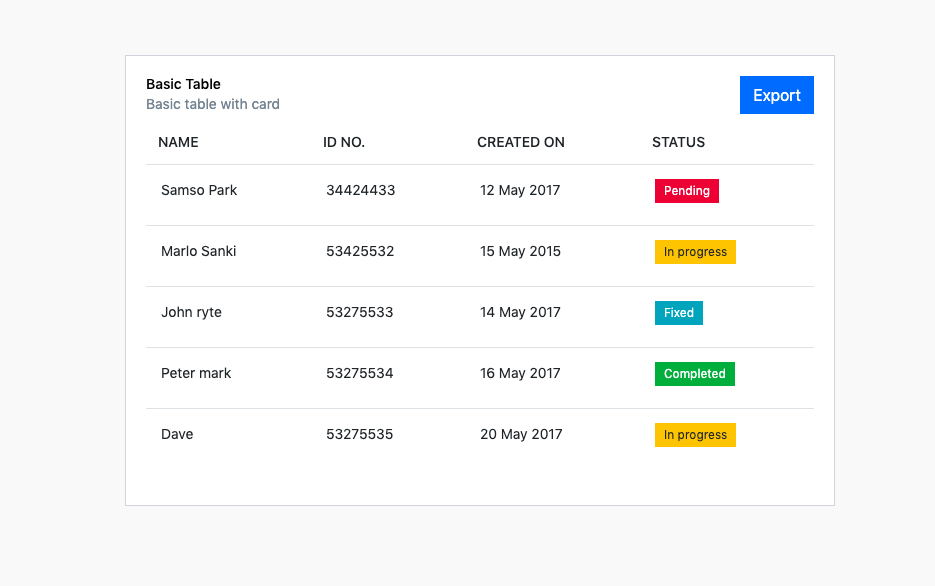 Basic Table
Basic table with card
Export
NAME ID NO. CREATED ON STATUS
Samso Park 34424433 12 May 2017 Pending
Marlo Sanki 53425532 15 May 2015 In progress
John ryte 53275533 14 May 2017 Fixed
Peter mark 53275534 16 May 2017 Completed
Dave 53275535 20 May 2017 In progress